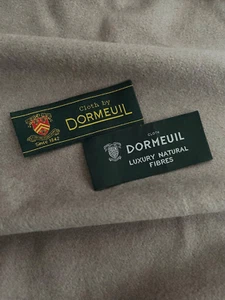 Cloth by
DORMEUIL
SINCE 1842
CLOTH
DORMEUIL
LUXURY NATURAL
FIBRES